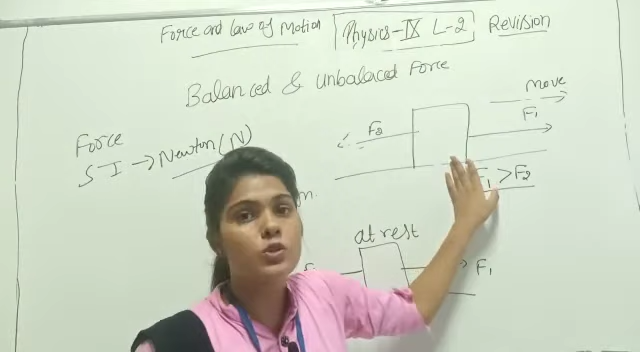 Force and Law of Motion
Physics-IX L-2
Revision
Balanced & Unbalaced Force
Force
SI → Newton (N)
F2
move
F1
F1 > F2
at rest
F1